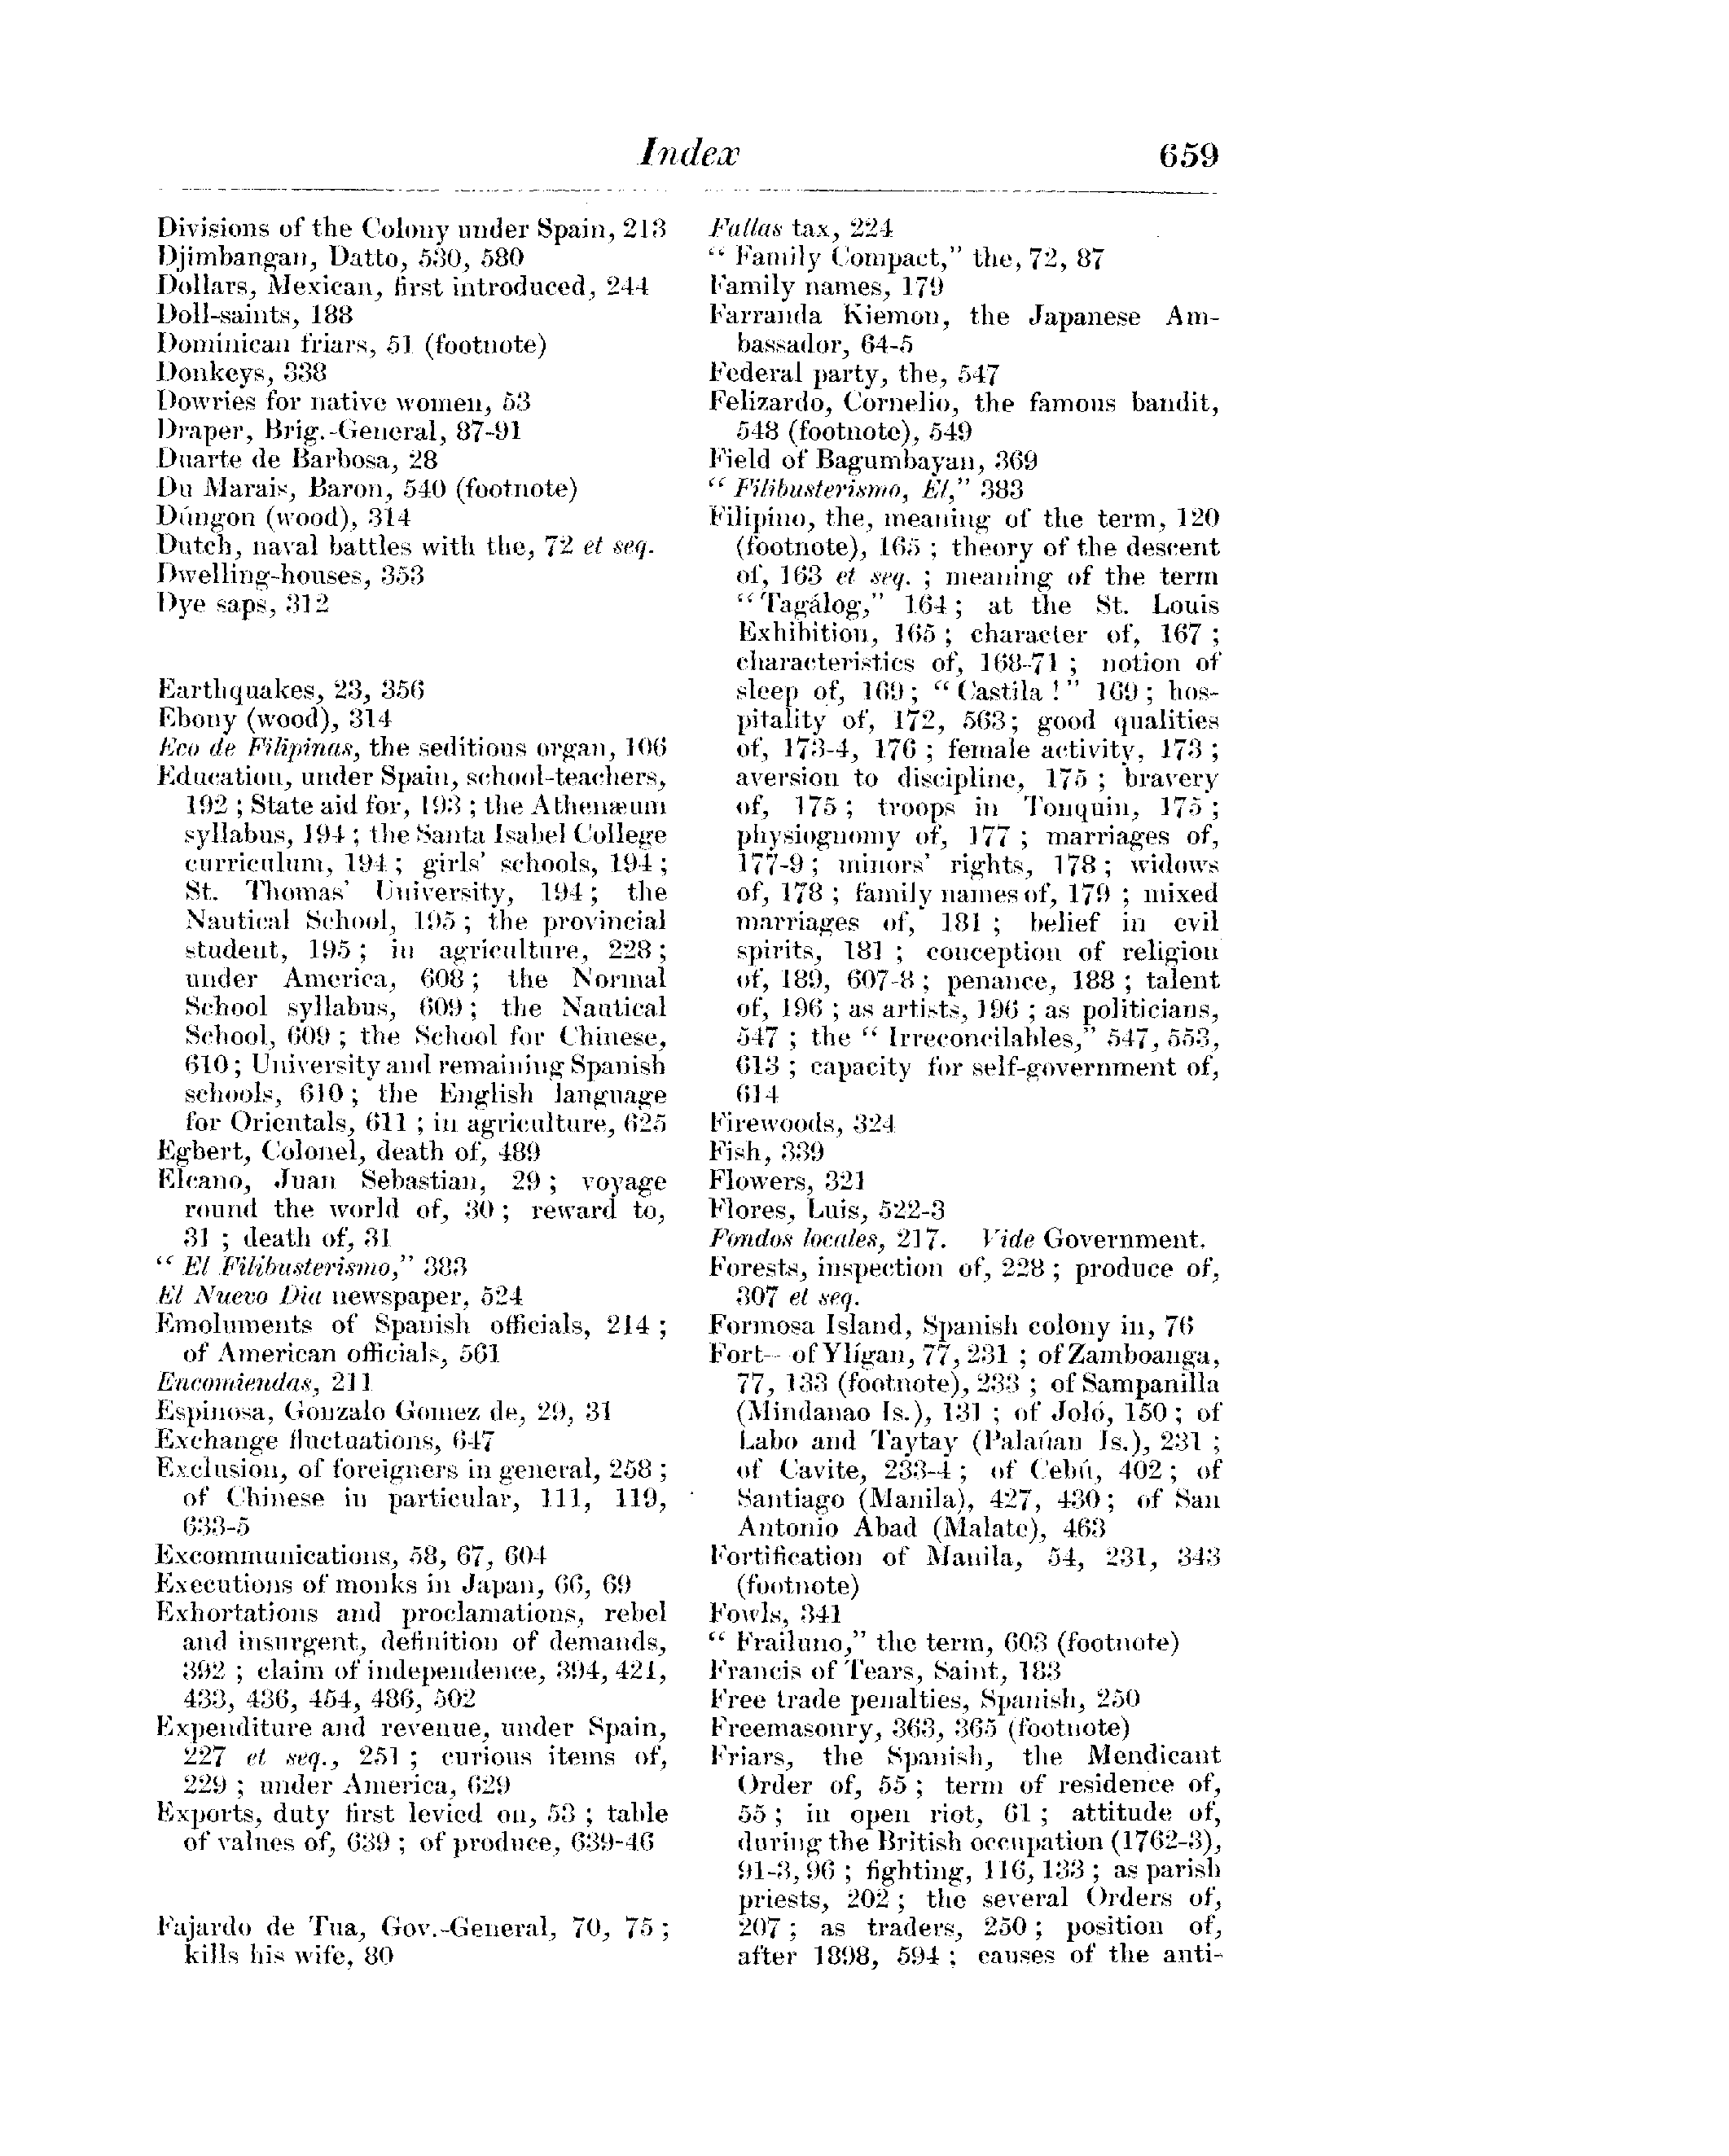 Index 659
Divisions of the Colony under Spain, 213
Djimbangan, Datto, 530, 580
Dollars, Mexican, first introduced, 244
Doll-saints, 188
Dominican friars, 51 (footnote)
Donkeys, 338
Dowries for native women, 53
Draper, Brig.-General, 87-91
Duarte de Barbosa, 28
Du Marais, Baron, 540 (footnote)
Dúngon (wood), 314
Dutch, naval battles with the, 72 et seq.
Dwelling-houses, 353
Dye saps, 312
Earthquakes, 23, 356
Ebony (wood), 314
Eco de Filipinas, the seditious organ, 106
Education, under Spain, school-teachers,
192 ; State aid for, 193 ; the Athenæum
syllabus, 194 ; the Santa Isabel College
curriculum, 194 ; girls' schools, 194 ;
St. Thomas' University, 194 ; the
Nautical School, 195 ; the provincial
student, 195 ; in agriculture, 228 ;
under America, 608 ; the Normal
School syllabus, 609 ; the Nautical
School, 609 ; the School for Chinese,
610 ; University and remaining Spanish
schools, 610 ; the English language
for Orientals, 611 ; in agriculture, 625
Egbert, Colonel, death of, 489
Elcano, Juan Sebastian, 29 ; voyage
round the world of, 30 ; reward to,
31 ; death of, 31
" El Filibusterismo," 383
El Nuevo Dia newspaper, 524
Emoluments of Spanish officials, 214 ;
of American officials, 561
Encomiendas, 211
Espinosa, Gonzalo Gomez de, 29, 31
Exchange fluctuations, 647
Exclusion, of foreigners in general, 258 ;
of Chinese in particular, 111, 119,
633-5
Excommunications, 58, 67, 604
Executions of monks in Japan, 66, 69
Exhortations and proclamations, rebel
and insurgent, definition of demands,
392 ; claim of independence, 394, 421,
433, 436, 454, 486, 502
Expenditure and revenue, under Spain,
227 et seq., 251 ; curious items of,
229 ; under America, 629
Exports, duty first levied on, 53 ; table
of values of, 639 ; of produce, 639-46
Fajardo de Tua, Gov.-General, 70, 75 ;
kills his wife, 80
Fallas tax, 224
" Family Compact," the, 72, 87
Family names, 179
Farranda Kiemon, the Japanese Am-
bassador, 64-5
Federal party, the, 547
Felizardo, Cornelio, the famous bandit,
548 (footnote), 549
Field of Bagumbayan, 369
" Filibusterismo, El," 383
Filipino, the, meaning of the term, 120
(footnote), 165 ; theory of the descent
of, 163 et seq. ; meaning of the term
"Tagálog," 164 ; at the St. Louis
Exhibition, 165 ; character of, 167 ;
characteristics of, 168-71 ; notion of
sleep of, 169 ; " Castila ! " 169 ; hos-
pitality of, 172, 563 ; good qualities
of, 173-4, 176 ; female activity, 173 ;
aversion to discipline, 175 ; bravery
of, 175 ; troops in Tonquin, 175 ;
physiognomy of, 177 ; marriages of,
177-9 ; minors' rights, 178 ; widows
of, 178 ; family names of, 179 ; mixed
marriages of, 181 ; belief in evil
spirits, 181 ; conception of religion
of, 189, 607-8 ; penance, 188 ; talent
of, 196 ; as artists, 196 ; as politicians,
547 ; the " Irreconcilables," 547, 553,
613 ; capacity for self-government of,
614
Firewoods, 324
Fish, 339
Flowers, 321
Flores, Luis, 522-3
Fondos locales, 217. Vide Government.
Forests, inspection of, 228 ; produce of,
307 et seq.
Formosa Island, Spanish colony in, 76
Fort— of Yligan, 77, 231 ; of Zamboanga,
77, 133 (footnote), 233 ; of Sampanilla
(Mindanao Is.), 131 ; of Joló, 150 ; of
Labo and Taytay (Palaúan Is.), 231 ;
of Cavite, 233-4 ; of Cebú, 402 ; of
Santiago (Manila), 427, 430 ; of San
Antonio Abad (Malate), 463
Fortification of Manila, 54, 231, 343
(footnote)
Fowls, 341
" Frailuno," the term, 603 (footnote)
Francis of Tears, Saint, 183
Free trade penalties, Spanish, 250
Freemasonry, 363, 365 (footnote)
Friars, the Spanish, the Mendicant
Order of, 55 ; term of residence of,
55 ; in open riot, 61 ; attitude of,
during the British occupation (1762-3),
91-3, 96 ; fighting, 116, 133 ; as parish
priests, 202 ; the several Orders of,
207 ; as traders, 250 ; position of,
after 1898, 594 ; causes of the anti-